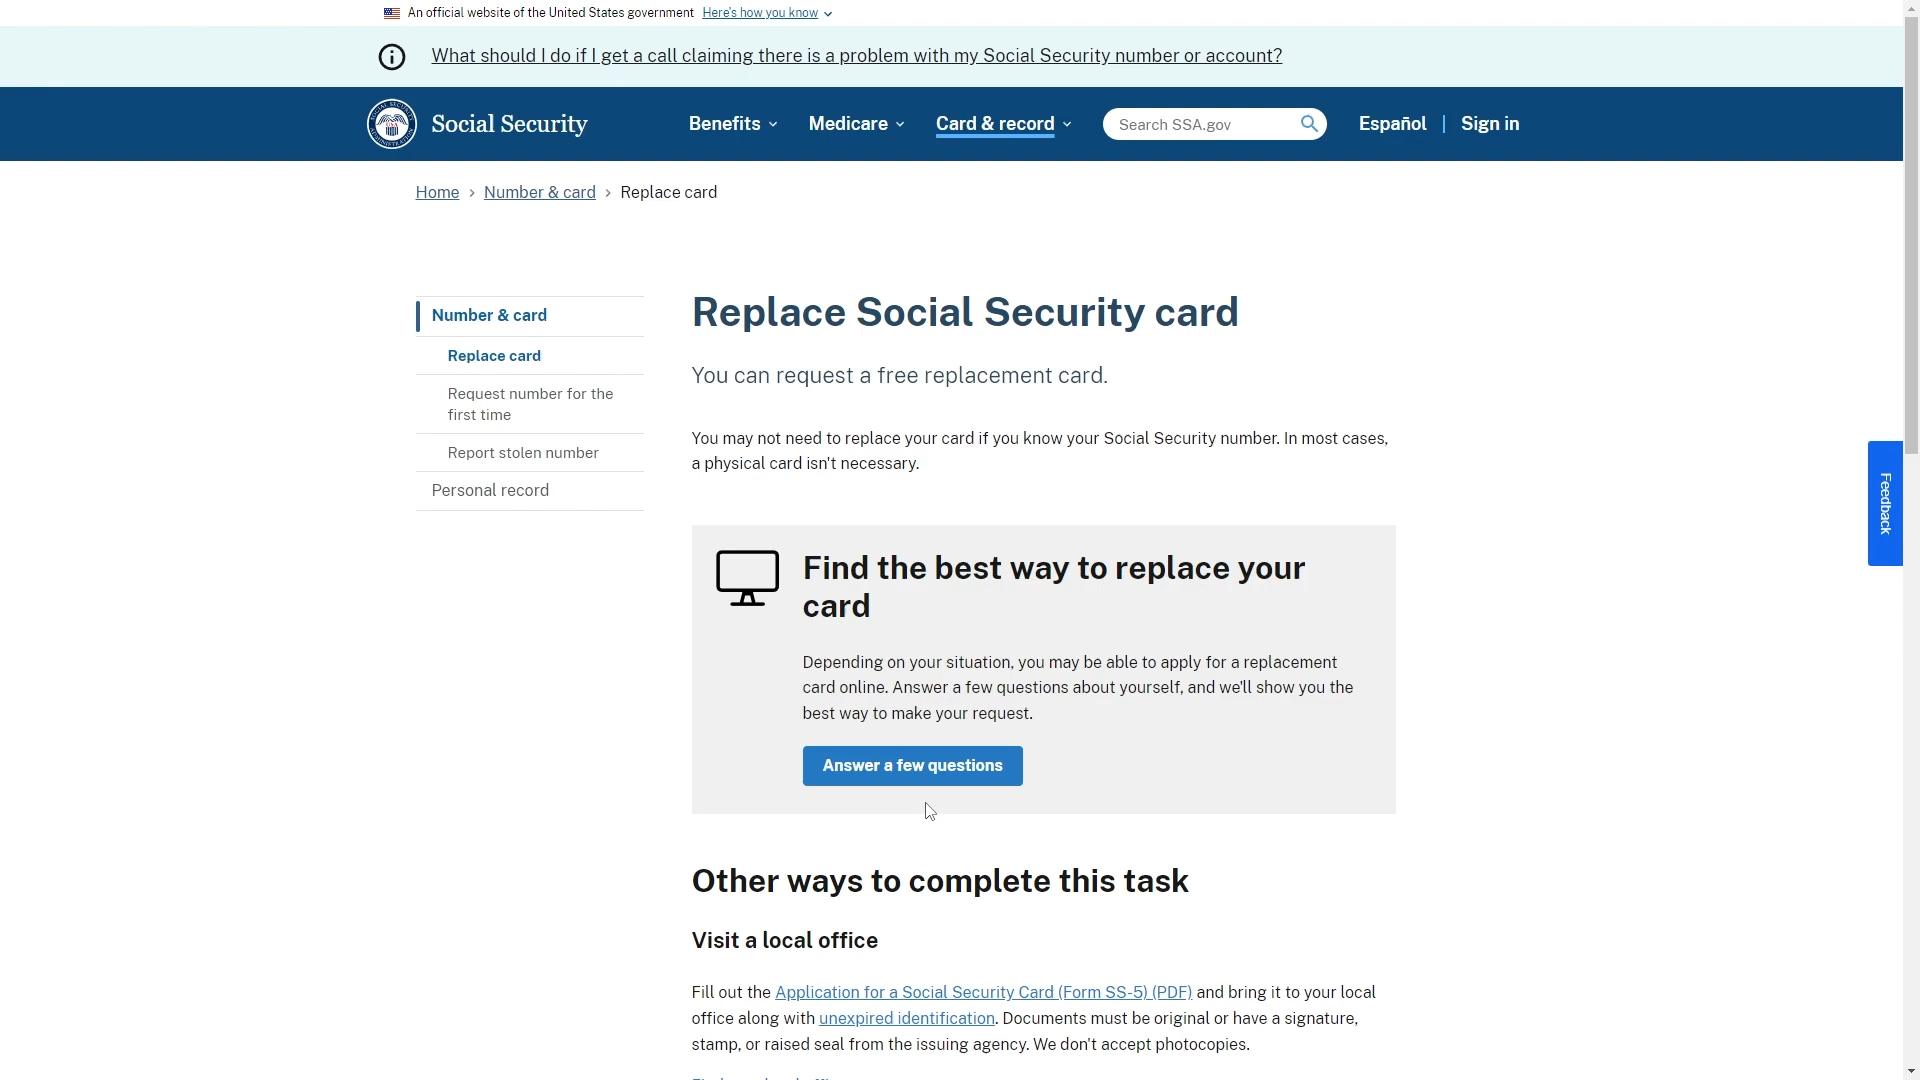 An official website of the United States government Here's how you know
What should I do if I get a call claiming there is a problem with my Social Security number or account?
Social Security
Benefits
Medicare
Card & record
Search SSA.gov
Español
Sign in
Home › Number & card › Replace card
Number & card
Replace card
Request number for the
first time
Report stolen number
Personal record
Replace Social Security card
You can request a free replacement card.
You may not need to replace your card if you know your Social Security number. In most cases,
a physical card isn't necessary.
Find the best way to replace your
card
Depending on your situation, you may be able to apply for a replacement
card online. Answer a few questions about yourself, and we'll show you the
best way to make your request.
Answer a few questions
Feedback
Other ways to complete this task
Visit a local office
Fill out the Application for a Social Security Card (Form SS-5) (PDF) and bring it to your local
office along with unexpired identification. Documents must be original or have a signature,
stamp, or raised seal from the issuing agency. We don't accept photocopies.